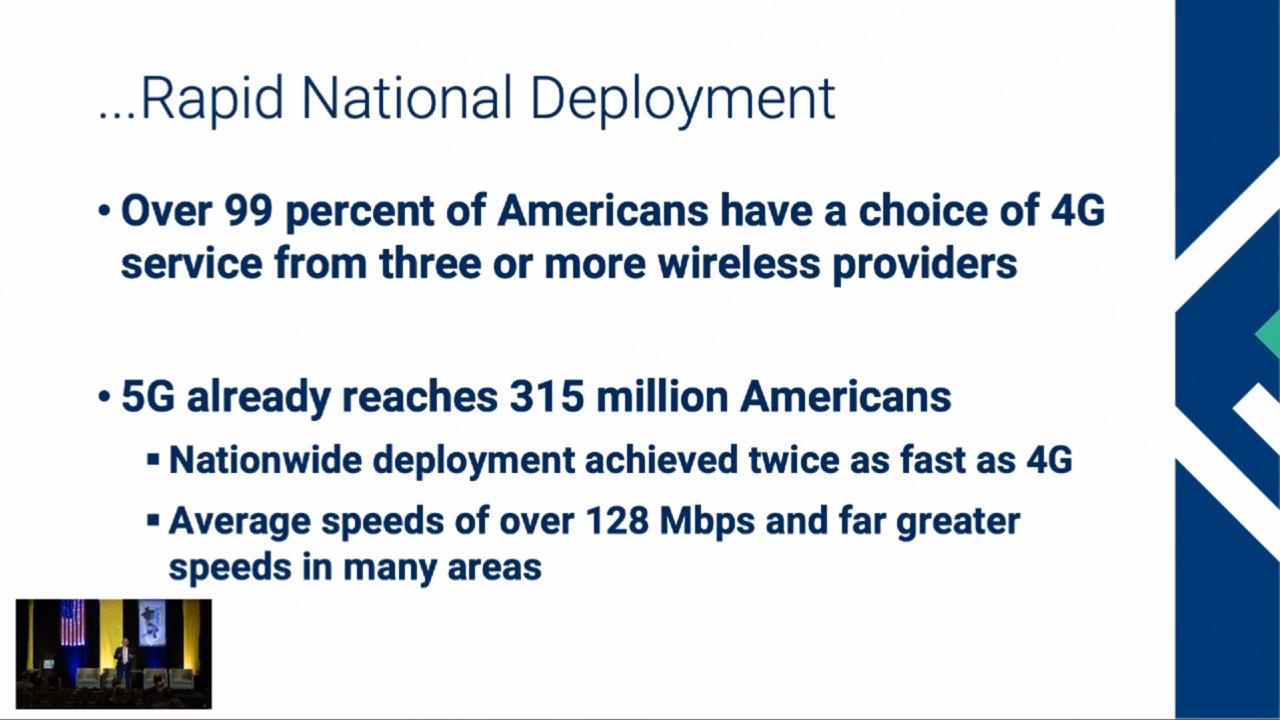 ...Rapid National Deployment
• Over 99 percent of Americans have a choice of 4G
service from three or more wireless providers
• 5G already reaches 315 million Americans
▪ Nationwide deployment achieved twice as fast as 4G
▪ Average speeds of over 128 Mbps and far greater
speeds in many areas